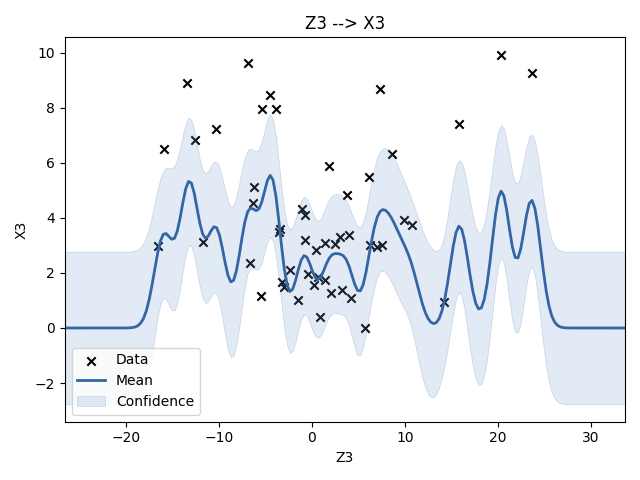 Z3 --> X3
X3
10
8
6
4
2
0
−2
Data
Mean
Confidence
−20 −10 0 10 20 30
Z3